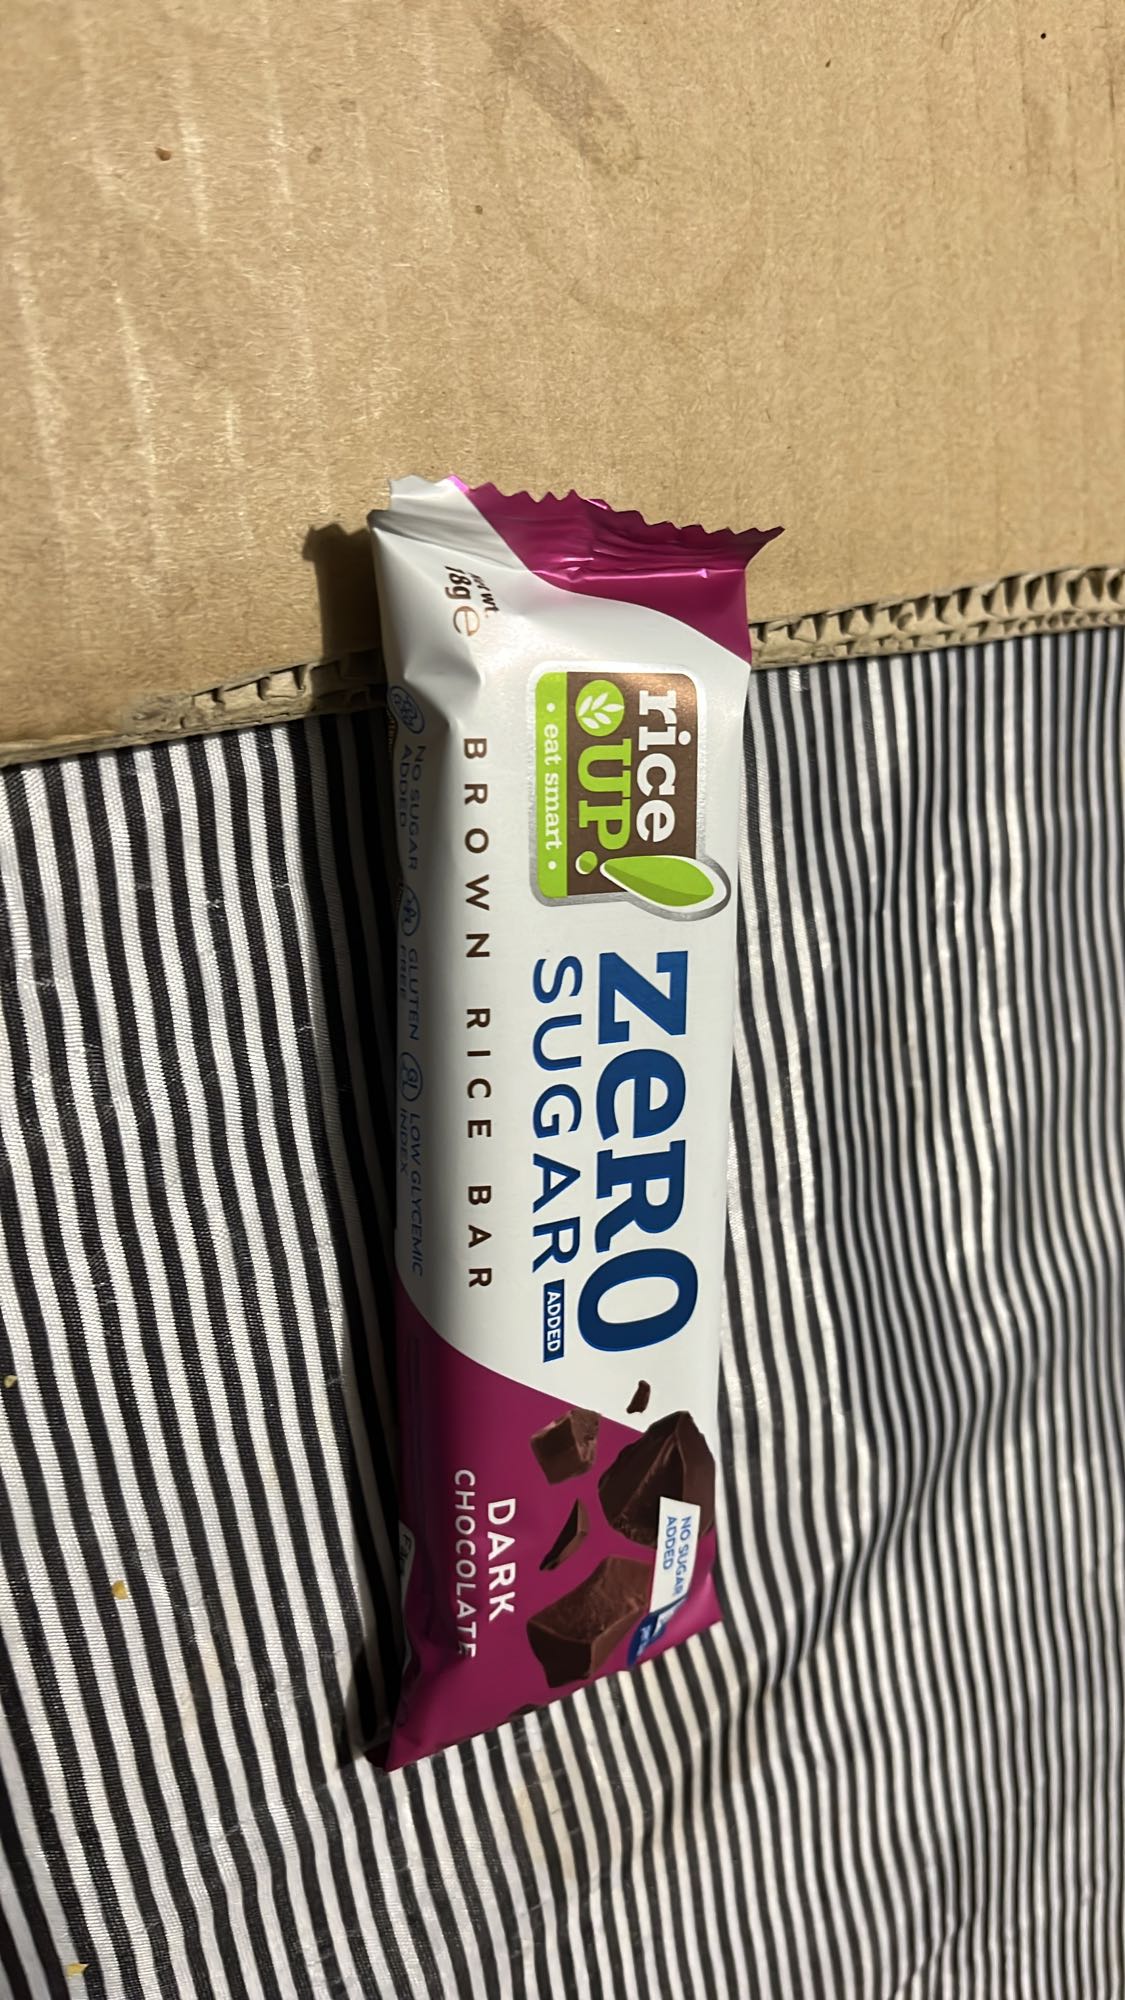 rice
UP!
• eat smart •
zero
SUGAR
ADDED
BROWN RICE BAR
NET WT.
18g e
NO SUGAR
ADDED
GLUTEN
FREE
GI
LOW GLYCEMIC
INDEX
NO SUGAR
ADDED
DARK
CHOCOLATE